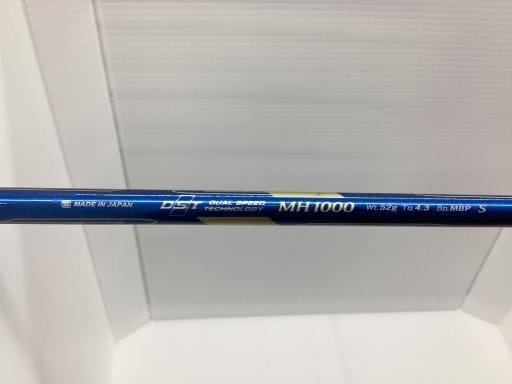 MADE IN JAPAN DST DUAL-SPEED TECHNOLOGY MH1000 Wt.52g Tq.4.3 Bp.MBP S